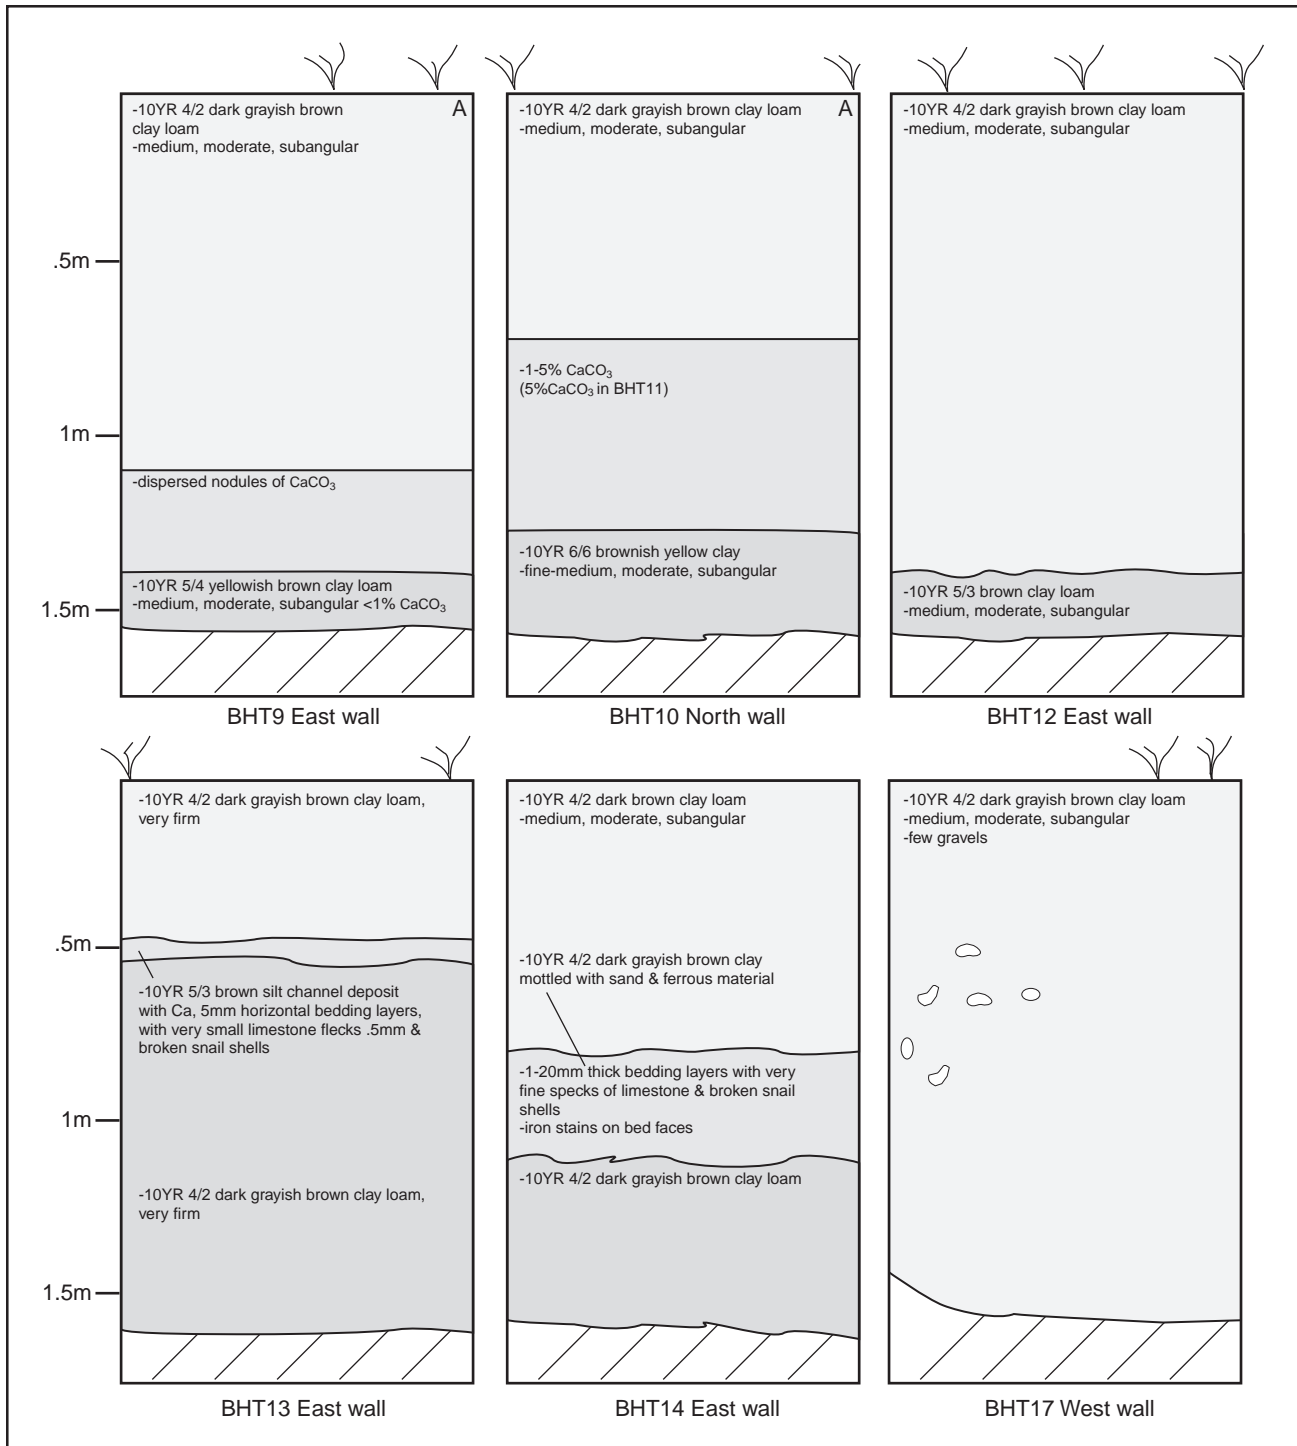 -10YR 4/2 dark grayish brown
clay loam
-medium, moderate, subangular
A
-dispersed nodules of CaCO₃
-10YR 5/4 yellowish brown clay loam
-medium, moderate, subangular <1% CaCO₃
.5m
1m
1.5m
BHT9 East wall
-10YR 4/2 dark grayish brown clay loam
-medium, moderate, subangular
A
-1-5% CaCO₃
(5%CaCO₃ in BHT11)
-10YR 6/6 brownish yellow clay
-fine-medium, moderate, subangular
BHT10 North wall
-10YR 4/2 dark grayish brown clay loam
-medium, moderate, subangular
-10YR 5/3 brown clay loam
-medium, moderate, subangular
BHT12 East wall
-10YR 4/2 dark grayish brown clay loam,
very firm
-10YR 5/3 brown silt channel deposit
with Ca, 5mm horizontal bedding layers,
with very small limestone flecks .5mm &
broken snail shells
-10YR 4/2 dark grayish brown clay loam,
very firm
.5m
1m
1.5m
BHT13 East wall
-10YR 4/2 dark brown clay loam
-medium, moderate, subangular
-10YR 4/2 dark grayish brown clay
mottled with sand & ferrous material
-1-20mm thick bedding layers with very
fine specks of limestone & broken snail
shells
-iron stains on bed faces
-10YR 4/2 dark grayish brown clay loam
BHT14 East wall
-10YR 4/2 dark grayish brown clay loam
-medium, moderate, subangular
-few gravels
BHT17 West wall